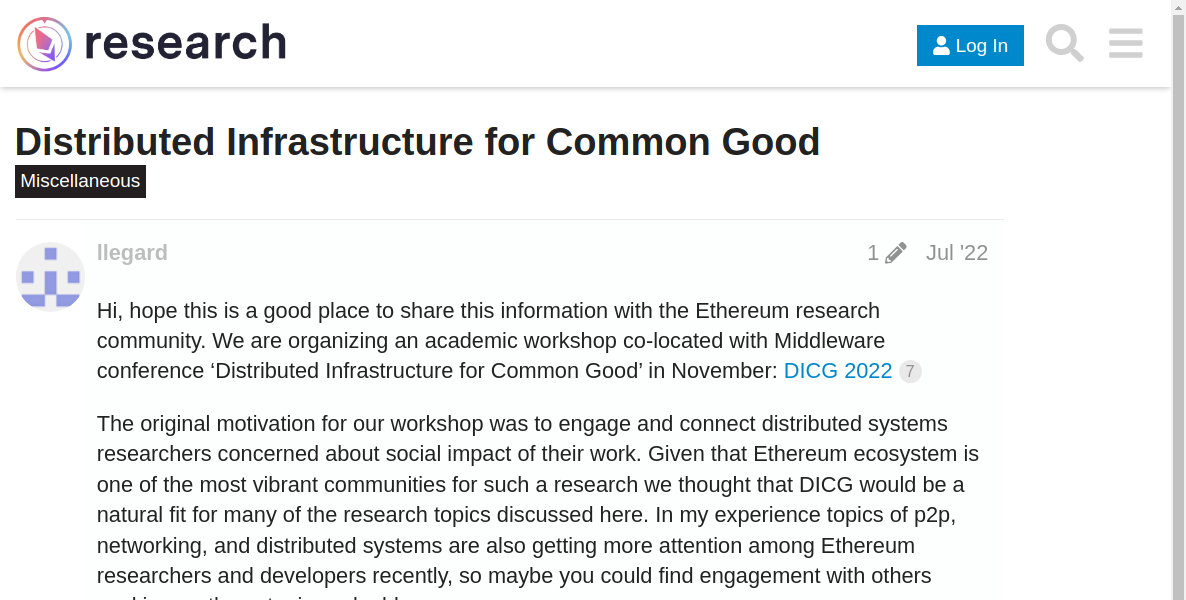 research
Log In
Distributed Infrastructure for Common Good
Miscellaneous
llegard
1
Jul '22
Hi, hope this is a good place to share this information with the Ethereum research
community. We are organizing an academic workshop co-located with Middleware
conference ‘Distributed Infrastructure for Common Good’ in November: DICG 2022 7
The original motivation for our workshop was to engage and connect distributed systems
researchers concerned about social impact of their work. Given that Ethereum ecosystem is
one of the most vibrant communities for such a research we thought that DICG would be a
natural fit for many of the research topics discussed here. In my experience topics of p2p,
networking, and distributed systems are also getting more attention among Ethereum
researchers and developers recently, so maybe you could find engagement with others